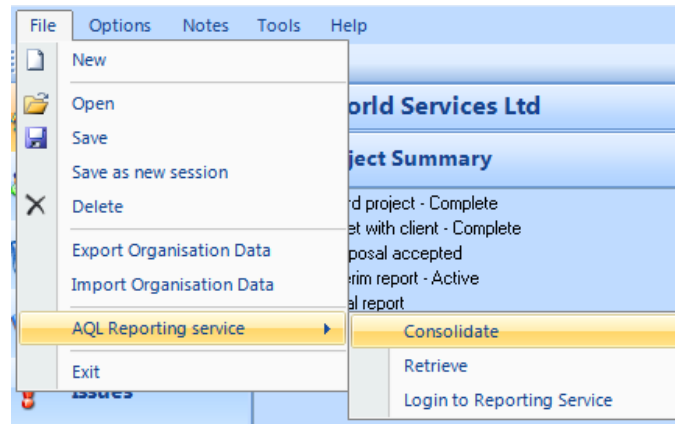 File Options Notes Tools Help
New
Open
Save
Save as new session
Delete
Export Organisation Data
Import Organisation Data
AQL Reporting service
Exit
Consolidate
Retrieve
Login to Reporting Service
orld Services Ltd
ject Summary
rd project - Complete
et with client - Complete
posal accepted
rim report - Active
al report
Issues